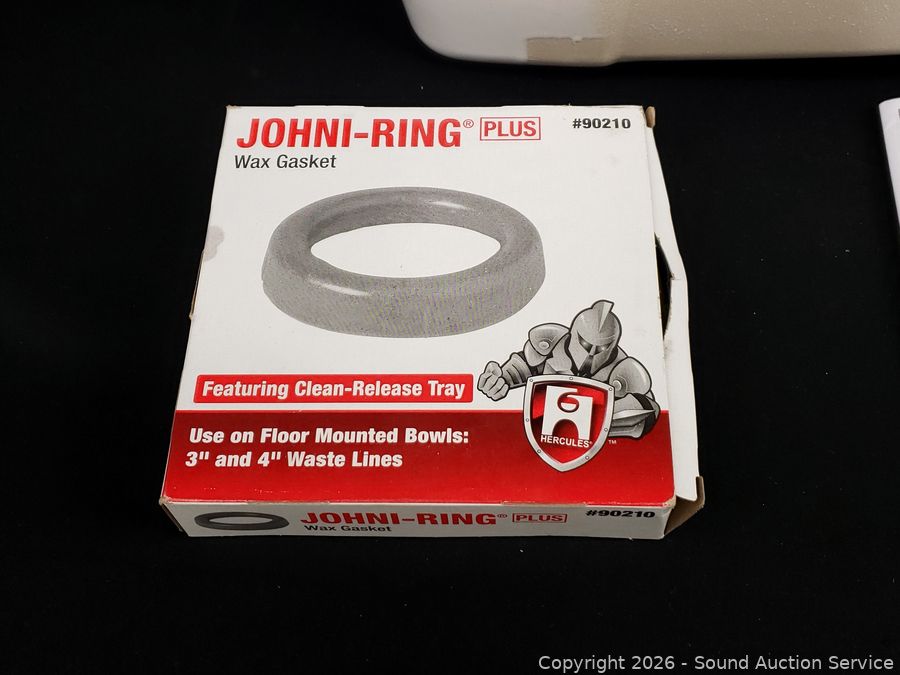 JOHNI-RING® PLUS #90210
Wax Gasket
Featuring Clean-Release Tray
Use on Floor Mounted Bowls:
3" and 4" Waste Lines
HERCULES® ™
JOHNI-RING® PLUS #90210
Wax Gasket
Copyright 2026 - Sound Auction Service